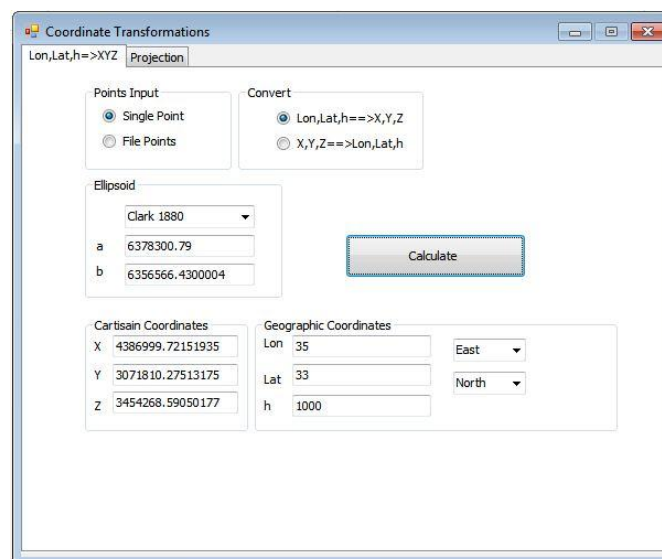 Coordinate Transformations
Lon,Lat,h=>XYZ Projection
Points Input
Single Point
File Points
Convert
Lon,Lat,h==>X,Y,Z
X,Y,Z==>Lon,Lat,h
Ellipsoid
Clark 1880
a 6378300.79
b 6356566.4300004
Calculate
Cartisain Coordinates
X 4386999.72151935
Y 3071810.27513175
Z 3454268.59050177
Geographic Coordinates
Lon 35 East
Lat 33 North
h 1000